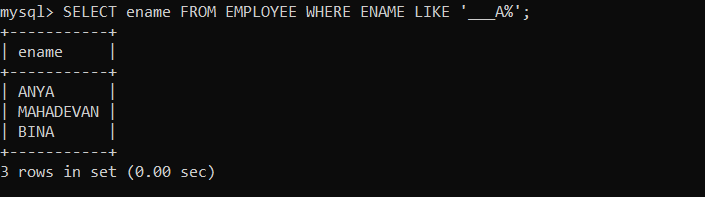 mysql> SELECT ename FROM EMPLOYEE WHERE ENAME LIKE '___A%';
+-----------+
| ename     |
+-----------+
| ANYA      |
| MAHADEVAN |
| BINA      |
+-----------+
3 rows in set (0.00 sec)